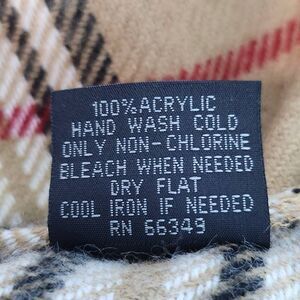 100% ACRYLIC
HAND WASH COLD
ONLY NON-CHLORINE
BLEACH WHEN NEEDED
DRY FLAT
COOL IRON IF NEEDED
RN 66349